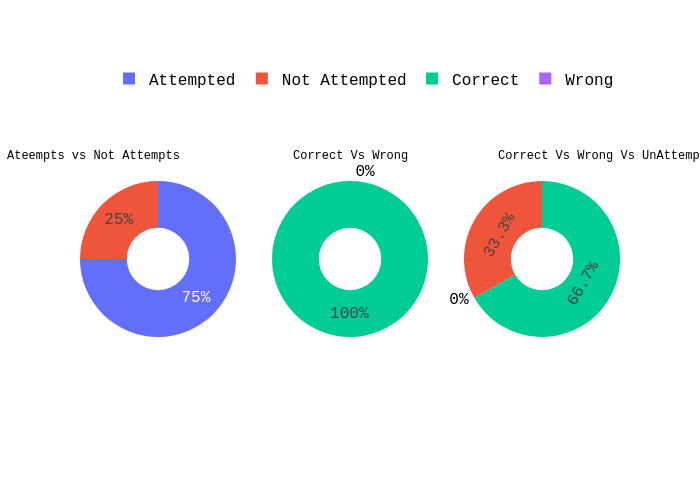 Attempted Not Attempted Correct Wrong
Ateempts vs Not Attempts Correct Vs Wrong Correct Vs Wrong Vs UnAttemp
0%
25% 33.3%
75% 66.7%
0%
100%